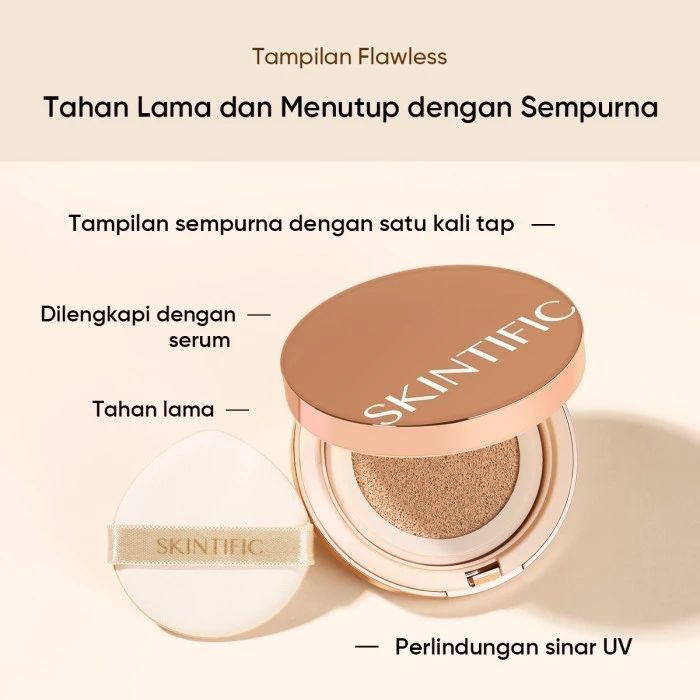 Tampilan Flawless
Tahan Lama dan Menutup dengan Sempurna
Tampilan sempurna dengan satu kali tap
Dilengkapi dengan
serum
Tahan lama
SKINTIFIC
SKINTIFIC
Perlindungan sinar UV